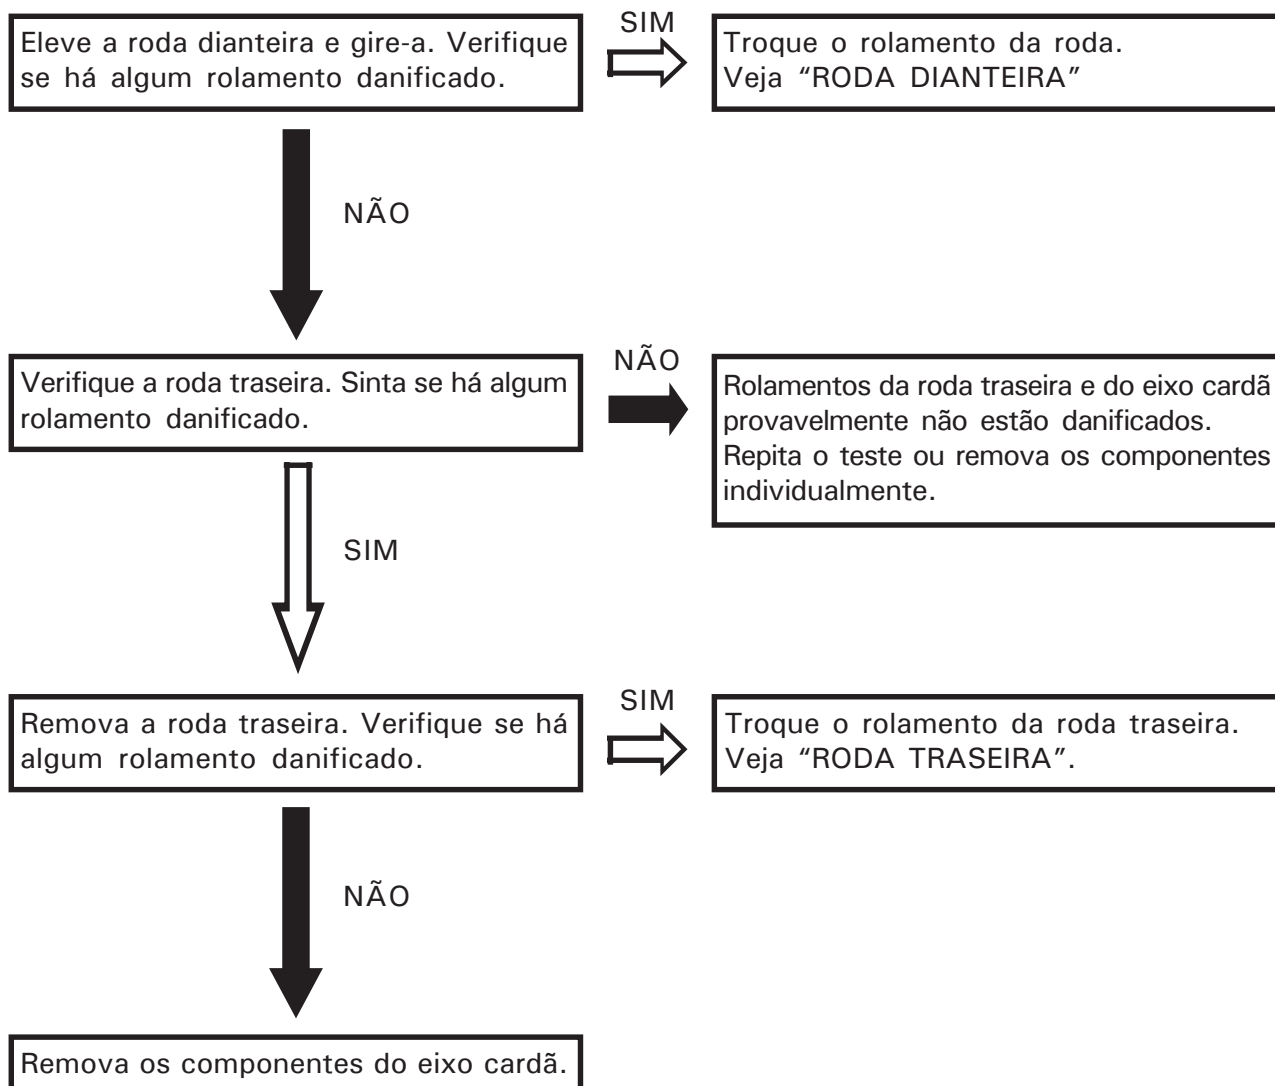 Eleve a roda dianteira e gire-a. Verifique
se há algum rolamento danificado.
SIM
Troque o rolamento da roda.
Veja “RODA DIANTEIRA”
NÃO
Verifique a roda traseira. Sinta se há algum
rolamento danificado.
NÃO
Rolamentos da roda traseira e do eixo cardã
provavelmente não estão danificados.
Repita o teste ou remova os componentes
individualmente.
SIM
Remova a roda traseira. Verifique se há
algum rolamento danificado.
SIM
Troque o rolamento da roda traseira.
Veja “RODA TRASEIRA”.
NÃO
Remova os componentes do eixo cardã.